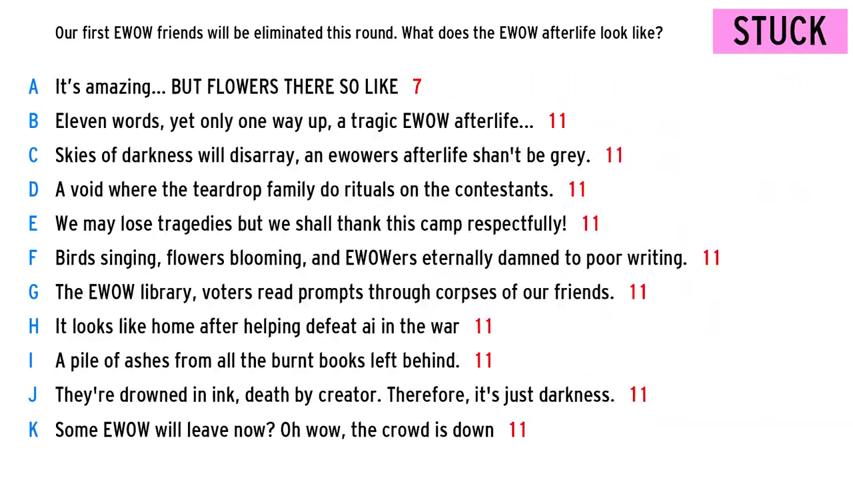 Our first EWOW friends will be eliminated this round. What does the EWOW afterlife look like?
STUCK
A It's amazing... BUT FLOWERS THERE SO LIKE 7
B Eleven words, yet only one way up, a tragic EWOW afterlife... 11
C Skies of darkness will disarray, an ewowers afterlife shan't be grey. 11
D A void where the teardrop family do rituals on the contestants. 11
E We may lose tragedies but we shall thank this camp respectfully! 11
F Birds singing, flowers blooming, and EWOWers eternally damned to poor writing. 11
G The EWOW library, voters read prompts through corpses of our friends. 11
H It looks like home after helping defeat ai in the war 11
I A pile of ashes from all the burnt books left behind. 11
J They're drowned in ink, death by creator. Therefore, it's just darkness. 11
K Some EWOW will leave now? Oh wow, the crowd is down 11